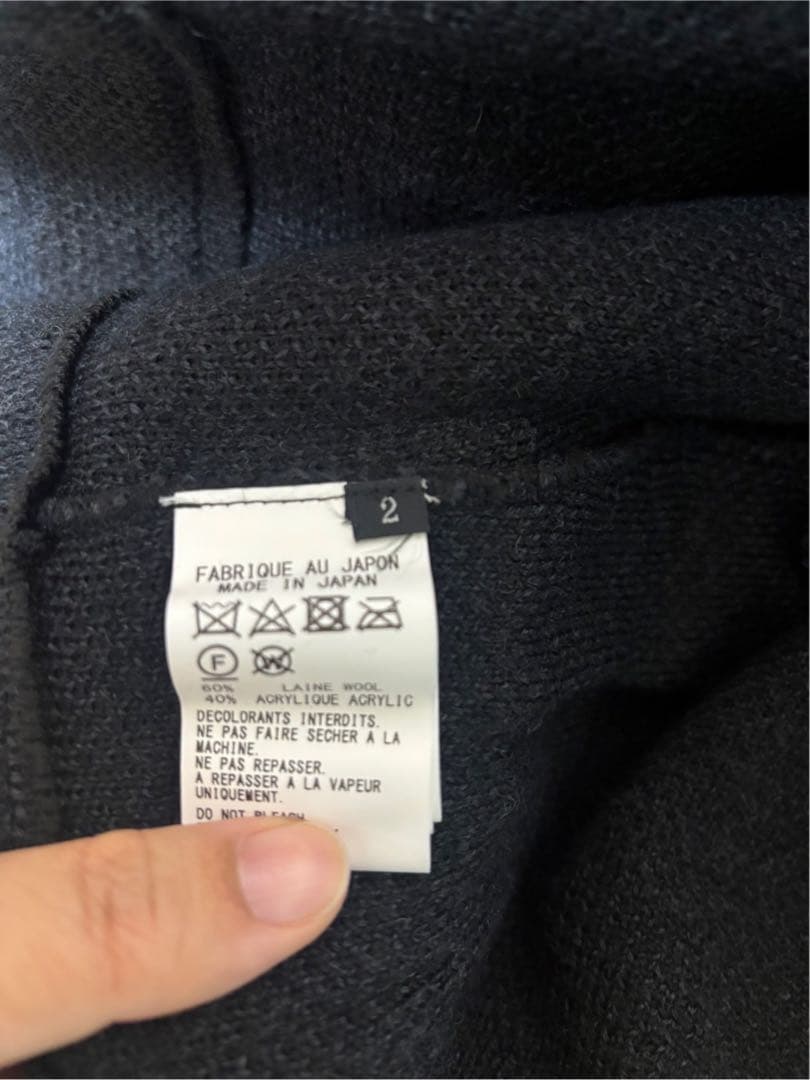 2
FABRIQUE AU JAPON
MADE IN JAPAN
F W
60% LAINE WOOL
40% ACRYLIQUE ACRYLIC
DECOLORANTS INTERDITS.
NE PAS FAIRE SECHER A LA
MACHINE.
NE PAS REPASSER.
A REPASSER A LA VAPEUR
UNIQUEMENT.
DO NOT BLEACH